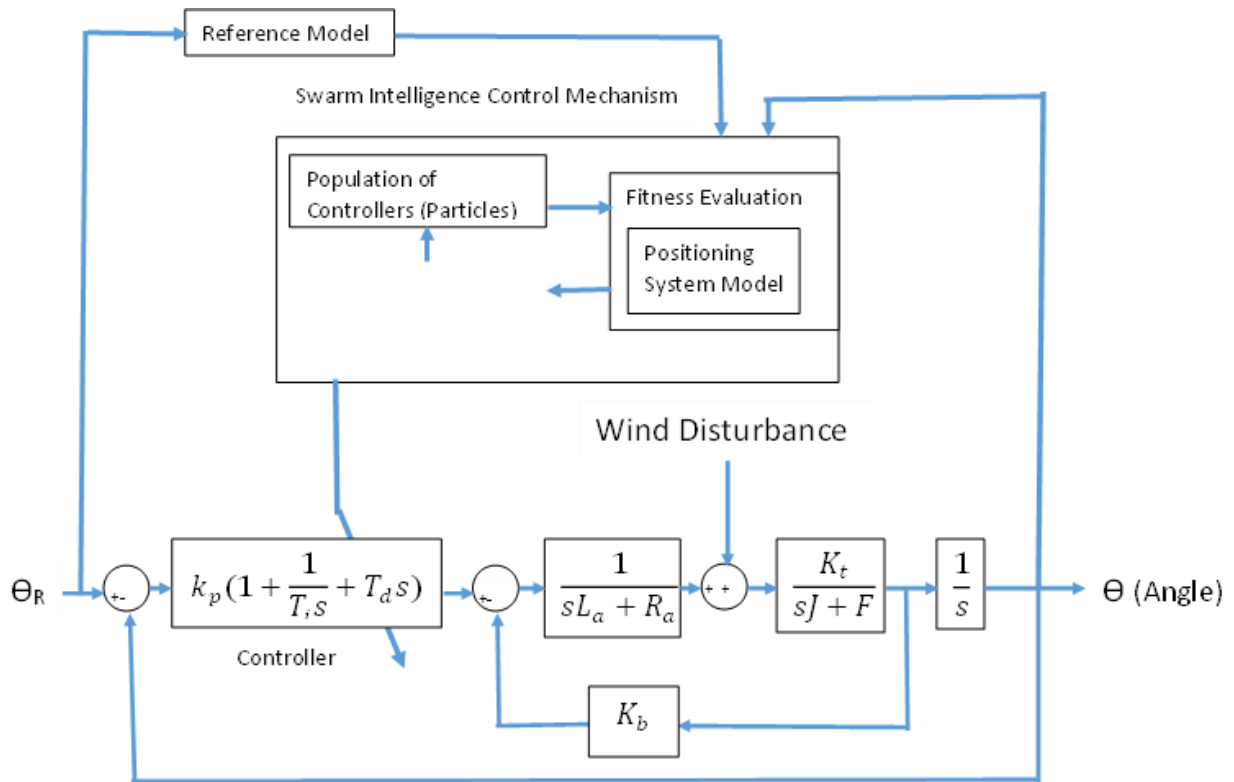 Reference Model
Swarm Intelligence Control Mechanism
Population of
Controllers (Particles)
Fitness Evaluation
Positioning
System Model
Wind Disturbance
ϴ_R
+-
k_p(1 + 1/(T_i s) + T_d s)
Controller
+-
1/(sL_a + R_a)
+ +
K_t/(sJ + F)
1/s
ϴ (Angle)
K_b